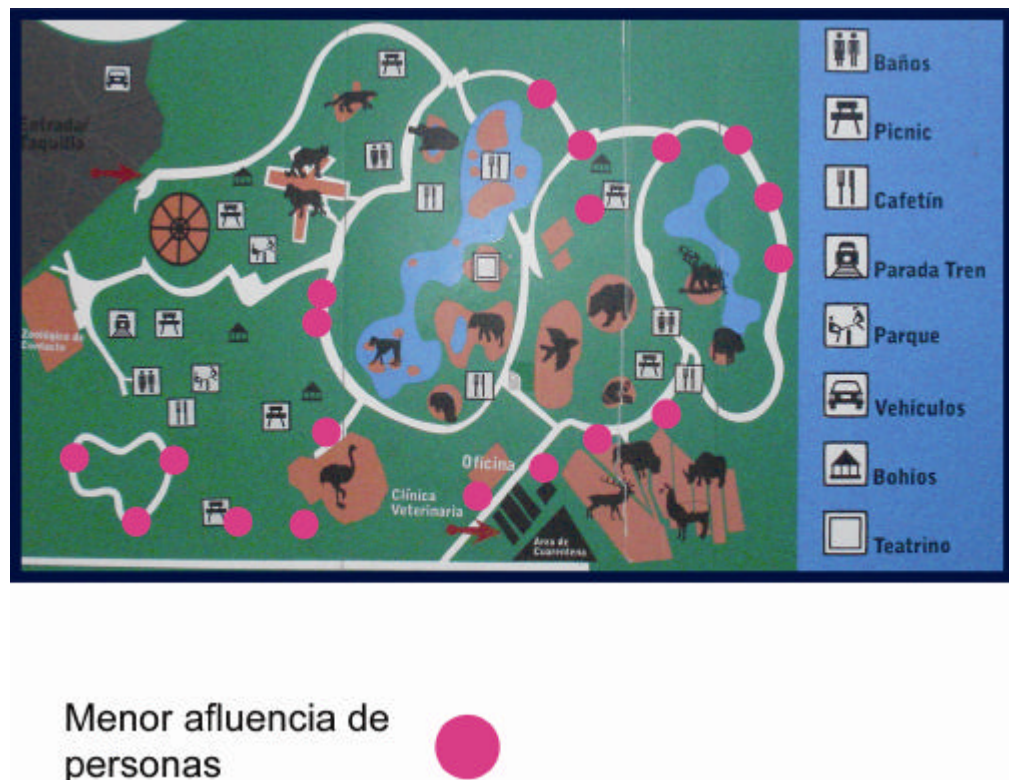 Baños
Picnic
Entrada/
Taquilla
Cafetín
Parada Tren
Zoológico de
Contacto
Parque
Vehículos
Oficina
Bohíos
Clínica
Veterinaria
Area de
Cuarentena
Teatrino
Menor afluencia de
personas